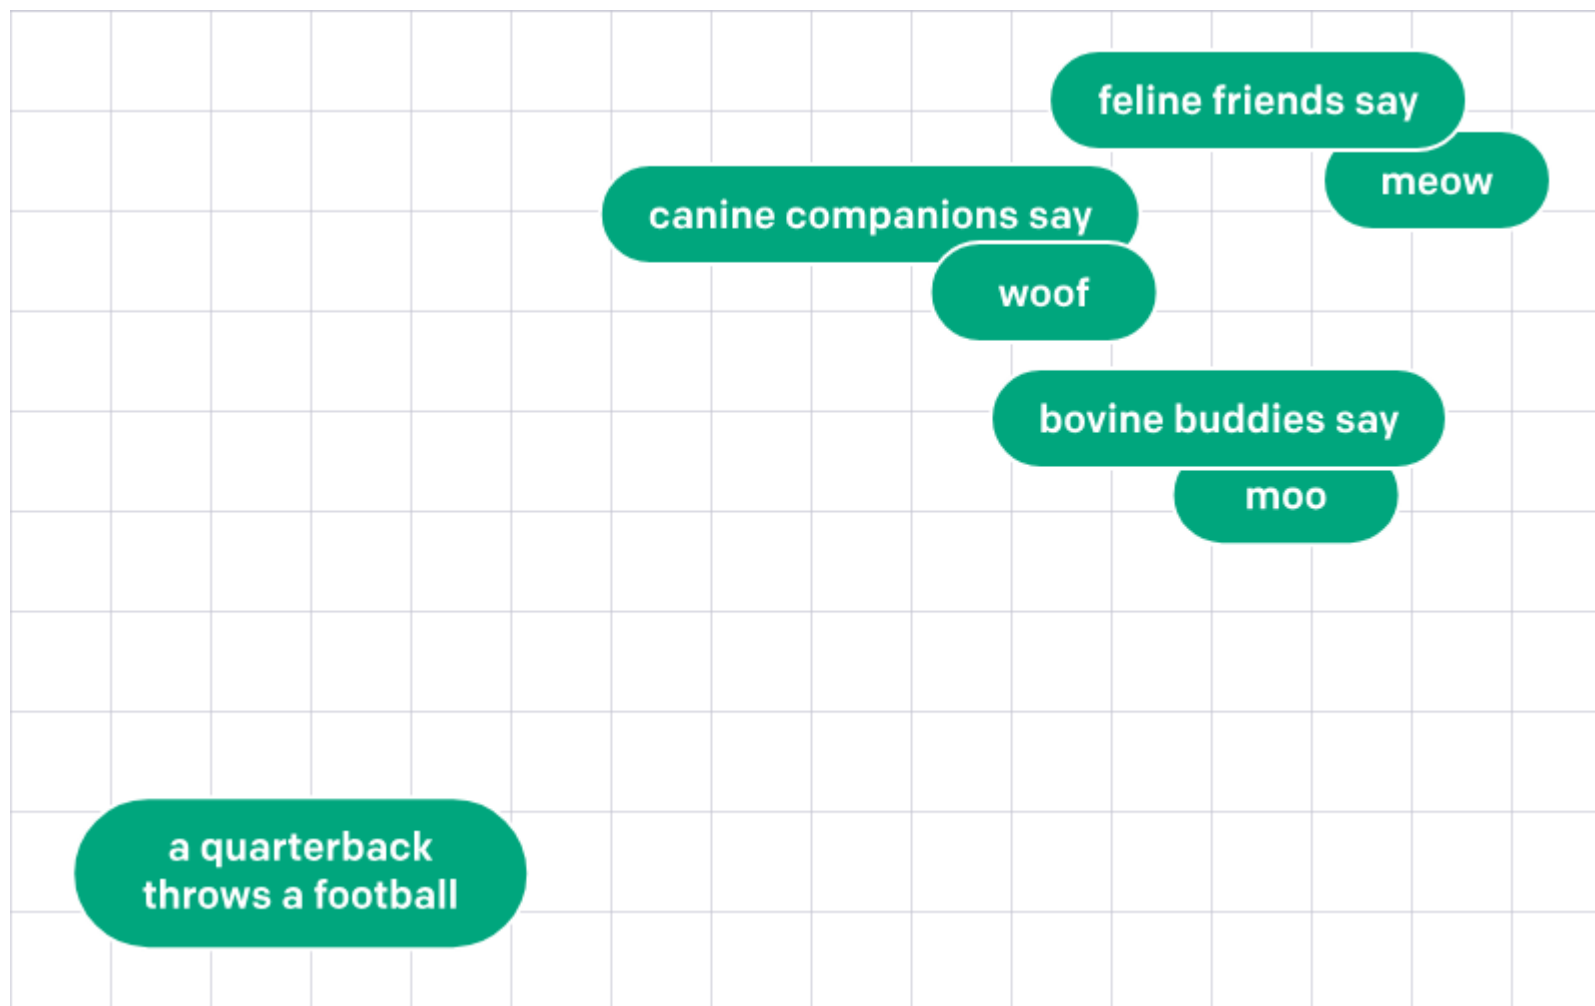 feline friends say
meow
canine companions say
woof
bovine buddies say
moo
a quarterback
throws a football